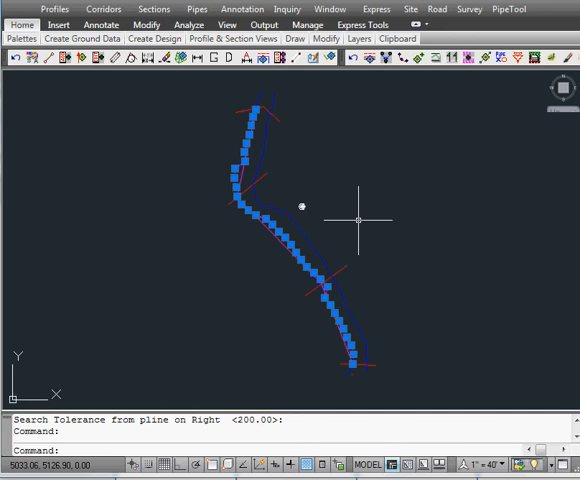 Profiles Corridors Sections Pipes Annotation Inquiry Window Express Site Road Survey PipeTool
Home Insert Annotate Modify Analyze View Output Manage Express Tools
Palettes Create Ground Data Create Design Profile & Section Views Draw Modify Layers Clipboard
Y
X
Search Tolerance from pline on Right <200.00>:
Command:
Command:
5033.06, 5126.90, 0.00 MODEL 1" = 40'